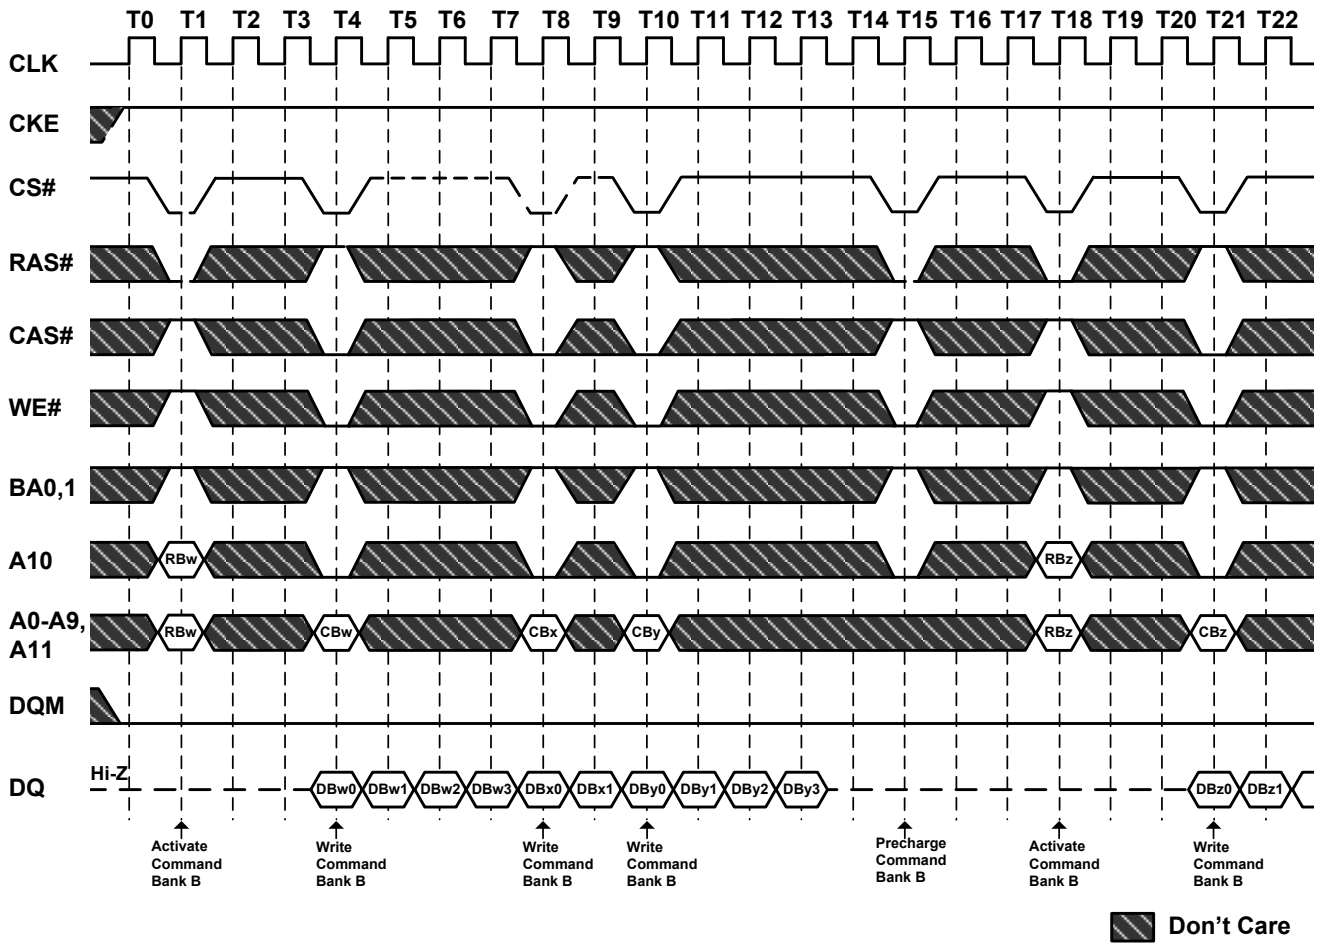 T0 T1 T2 T3 T4 T5 T6 T7 T8 T9 T10 T11 T12 T13 T14 T15 T16 T17 T18 T19 T20 T21 T22
CLK
CKE
CS#
RAS#
CAS#
WE#
BA0,1
A10 RBw RBz
A0-A9,
A11
RBw CBw CBx CBy RBz CBz
DQM
Hi-Z
DQ DBw0 DBw1 DBw2 DBw3 DBx0 DBx1 DBy0 DBy1 DBy2 DBy3 DBz0 DBz1
Activate
Command
Bank B
Write
Command
Bank B
Write
Command
Bank B
Write
Command
Bank B
Precharge
Command
Bank B
Activate
Command
Bank B
Write
Command
Bank B
Don't Care